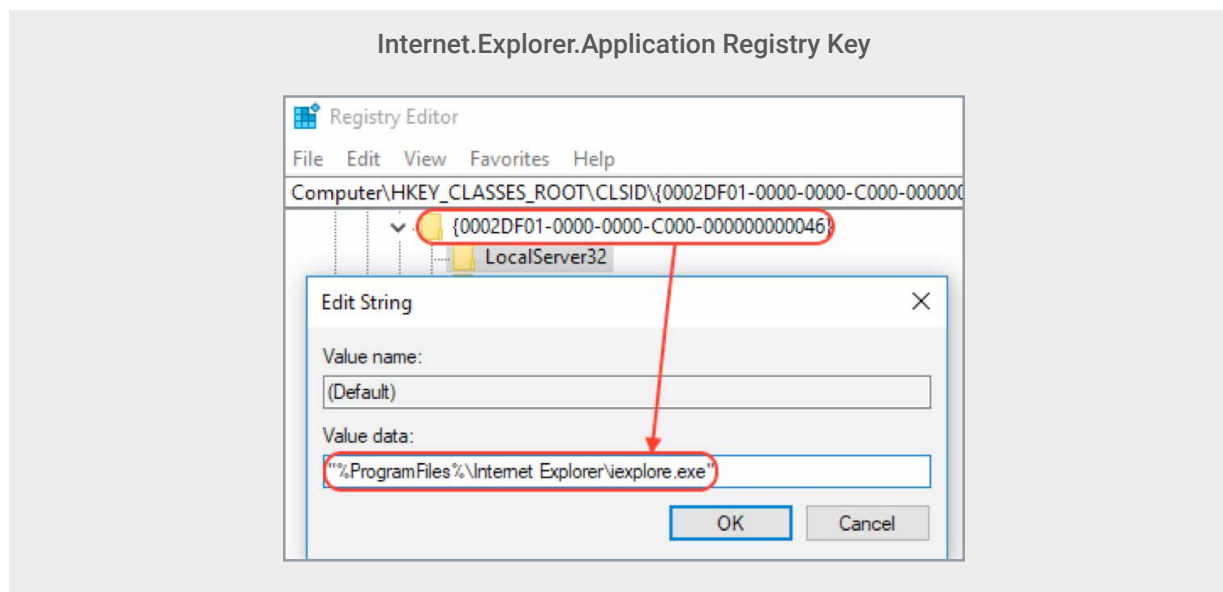 Internet.Explorer.Application Registry Key
Registry Editor
File Edit View Favorites Help
Computer\HKEY_CLASSES_ROOT\CLSID\{0002DF01-0000-0000-C000-000000
{0002DF01-0000-0000-C000-000000000046}
LocalServer32
Edit String
Value name:
(Default)
Value data:
"%ProgramFiles%\Internet Explorer\iexplore.exe"
OK Cancel